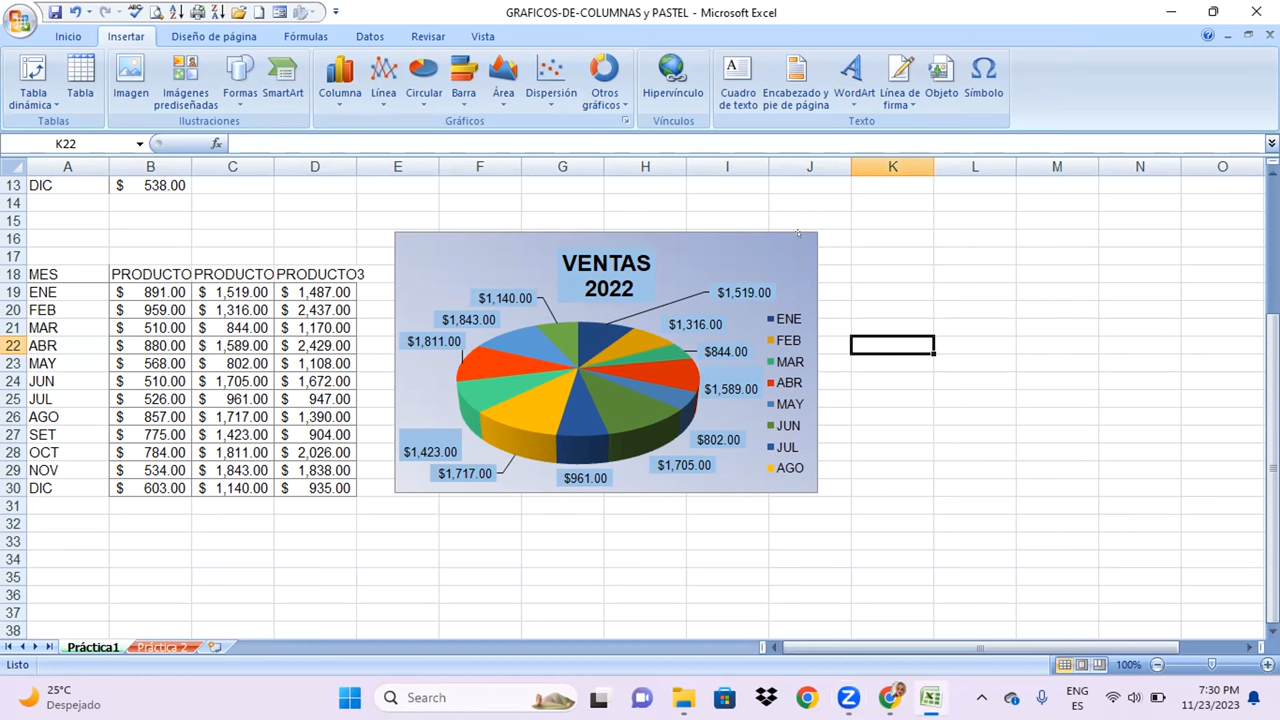 GRAFICOS-DE-COLUMNAS y PASTEL - Microsoft Excel
Inicio Insertar Diseño de página Fórmulas Datos Revisar Vista
Tabla dinámica Tabla Imagen Imágenes prediseñadas Formas SmartArt Columna Línea Circular Barra Área Dispersión Otros gráficos Hipervínculo Cuadro de texto Encabezado y pie de página WordArt Línea de firma Objeto Símbolo
Tablas Ilustraciones Gráficos Vínculos Texto
K22 fx
A B C D E F G H I J K L M N O
13 DIC $ 538.00
14
15
16
17
18 MES PRODUCTO PRODUCTO PRODUCTO3
19 ENE $ 891.00 $ 1,519.00 $ 1,487.00
20 FEB $ 959.00 $ 1,316.00 $ 2,437.00
21 MAR $ 510.00 $ 844.00 $ 1,170.00
22 ABR $ 880.00 $ 1,589.00 $ 2,429.00
23 MAY $ 568.00 $ 802.00 $ 1,108.00
24 JUN $ 510.00 $ 1,705.00 $ 1,672.00
25 JUL $ 526.00 $ 961.00 $ 947.00
26 AGO $ 857.00 $ 1,717.00 $ 1,390.00
27 SET $ 775.00 $ 1,423.00 $ 904.00
28 OCT $ 784.00 $ 1,811.00 $ 2,026.00
29 NOV $ 534.00 $ 1,843.00 $ 1,838.00
30 DIC $ 603.00 $ 1,140.00 $ 935.00
31
32
33
34
35
36
37
38
VENTAS
2022
$1,140.00 $1,519.00
$1,843.00 $1,316.00
$1,811.00 $844.00
$1,589.00
$802.00
$1,423.00 $1,705.00
$1,717.00 $961.00
ENE
FEB
MAR
ABR
MAY
JUN
JUL
AGO
Práctica1 Práctica 2
Listo 100%
25°C
Despejado
Search
ENG
ES
7:30 PM
11/23/2023